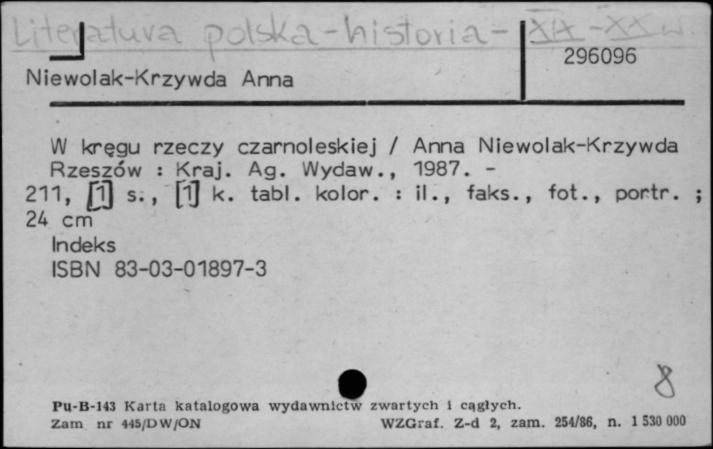 Literatura polska - historia - XIX - XX w.
296096
Niewolak-Krzywda Anna
W kręgu rzeczy czarnoleskiej / Anna Niewolak-Krzywda
Rzeszów : Kraj. Ag. Wydaw., 1987. -
211, [1] s., [1] k. tabl. kolor. : il., faks., fot., portr. ;
24 cm
Indeks
ISBN 83-03-01897-3
8
Pu-B-143 Karta katalogowa wydawnictw zwartych i ciągłych.
Zam nr 445/DW/ON WZGraf. Z-d 2, zam. 254/86, n. 1 530 000